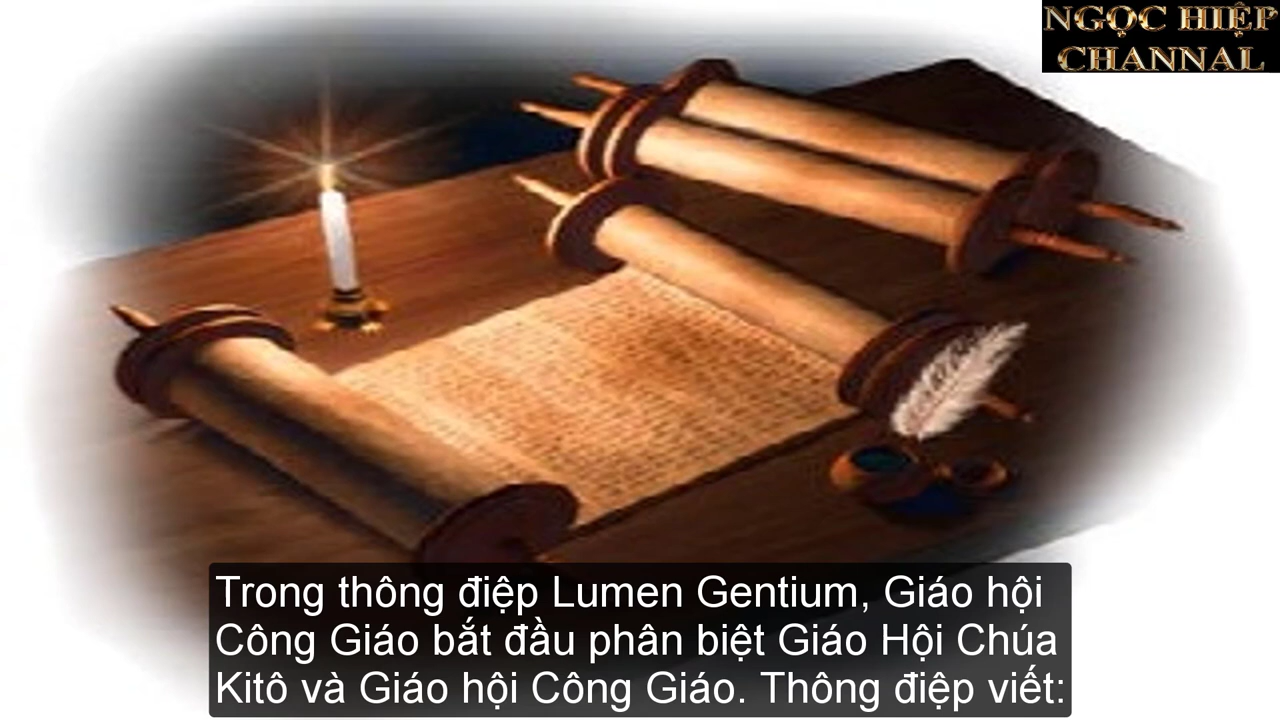 NGỌC HIỆP
CHANNAL
Trong thông điệp Lumen Gentium, Giáo hội
Công Giáo bắt đầu phân biệt Giáo Hội Chúa
Kitô và Giáo hội Công Giáo. Thông điệp viết: